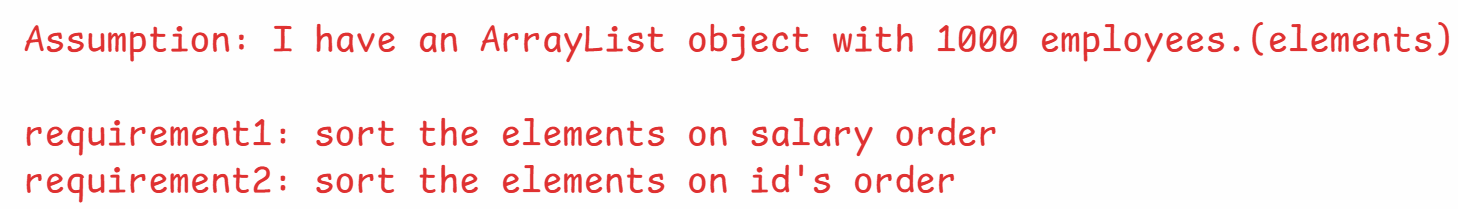 Assumption: I have an ArrayList object with 1000 employees.(elements)
requirement1: sort the elements on salary order
requirement2: sort the elements on id's order